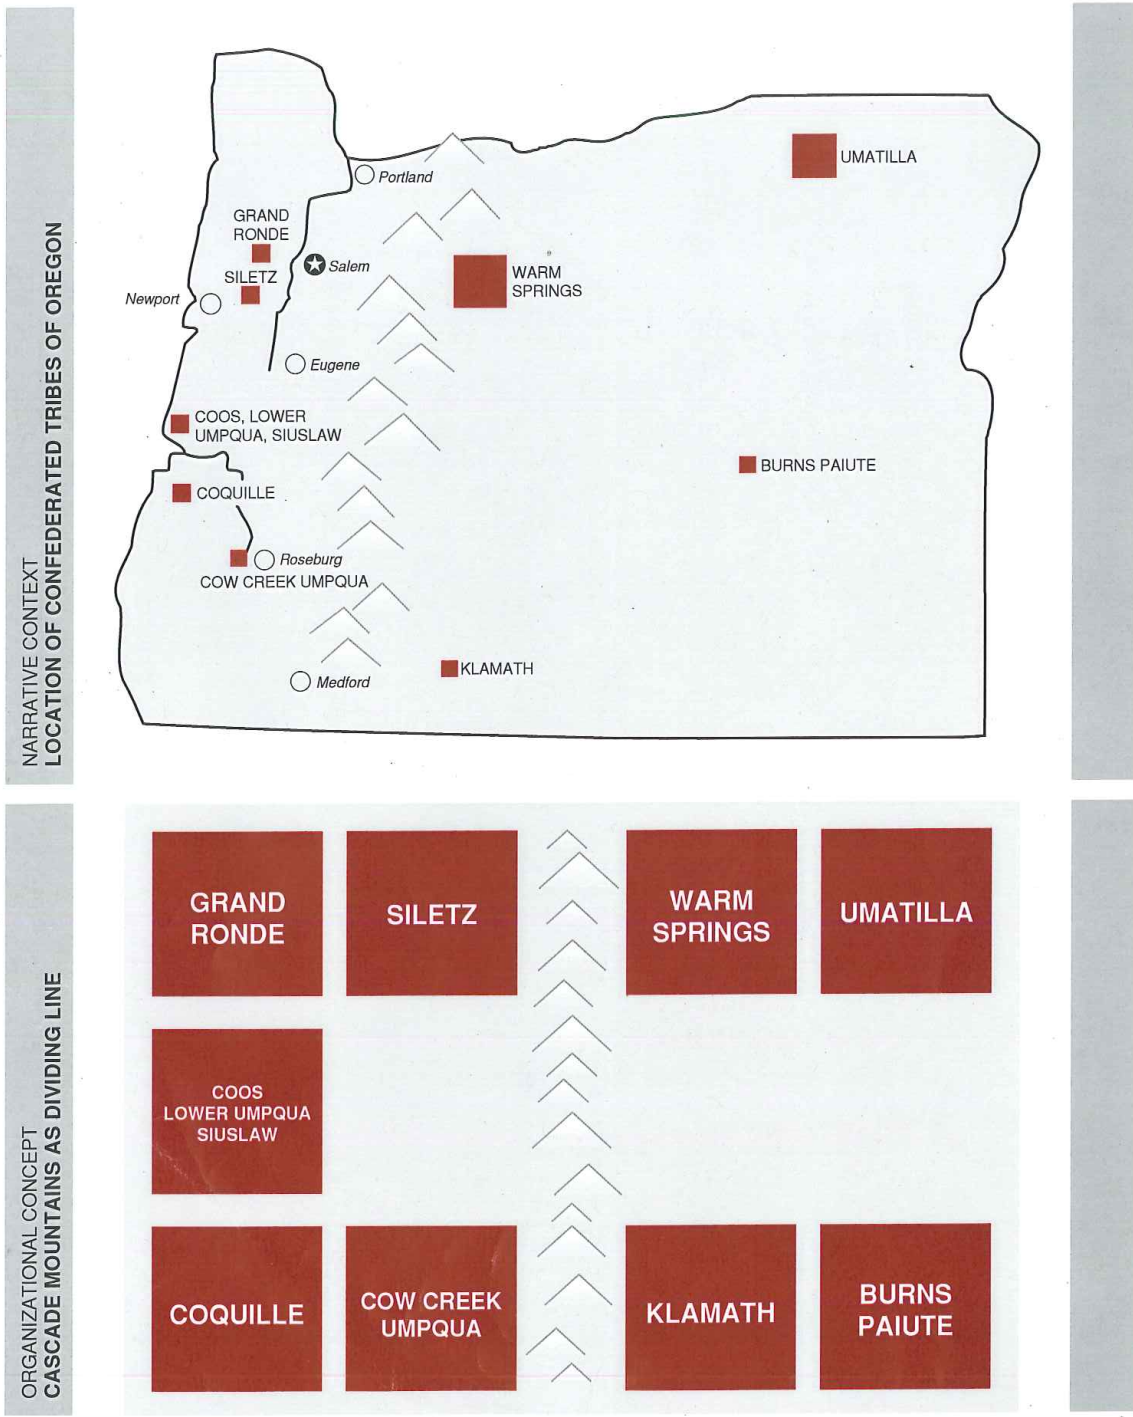 NARRATIVE CONTEXT
LOCATION OF CONFEDERATED TRIBES OF OREGON
UMATILLA
Portland
GRAND
RONDE
Salem
SILETZ
WARM
SPRINGS
Newport
Eugene
COOS, LOWER
UMPQUA, SIUSLAW
BURNS PAIUTE
COQUILLE
Roseburg
COW CREEK UMPQUA
KLAMATH
Medford
ORGANIZATIONAL CONCEPT
CASCADE MOUNTAINS AS DIVIDING LINE
GRAND
RONDE
SILETZ
WARM
SPRINGS
UMATILLA
COOS
LOWER UMPQUA
SIUSLAW
COQUILLE
COW CREEK
UMPQUA
KLAMATH
BURNS
PAIUTE